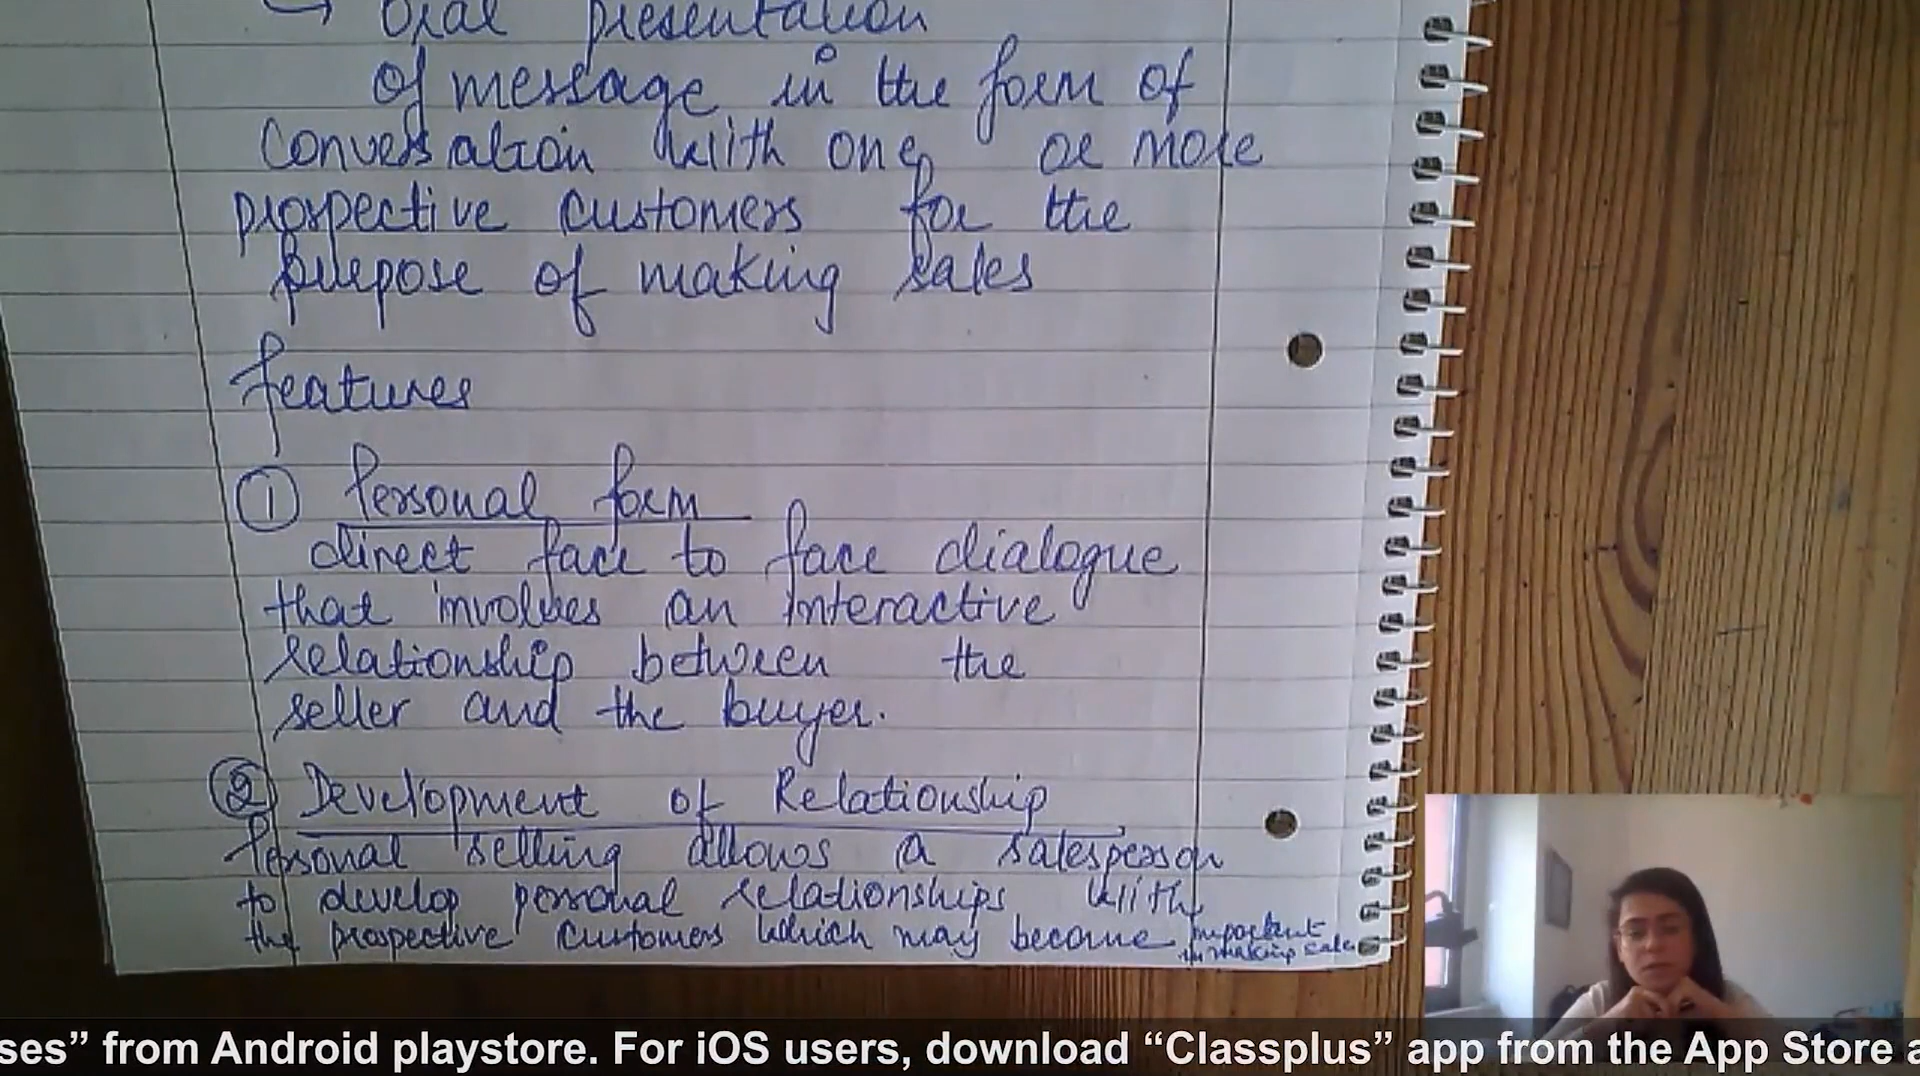 → Oral presentation
of message in the form of
conversation with one or more
prospective customers for the
purpose of making sales
features
① Personal form
direct face to face dialogue
that involves an interactive
relationship between the
seller and the buyer.
② Development of Relationship
Personal selling allows a salesperson
to develop personal relationships with
the prospective customers which may become important
in making sales
ses” from Android playstore. For iOS users, download “Classplus” app from the App Store a